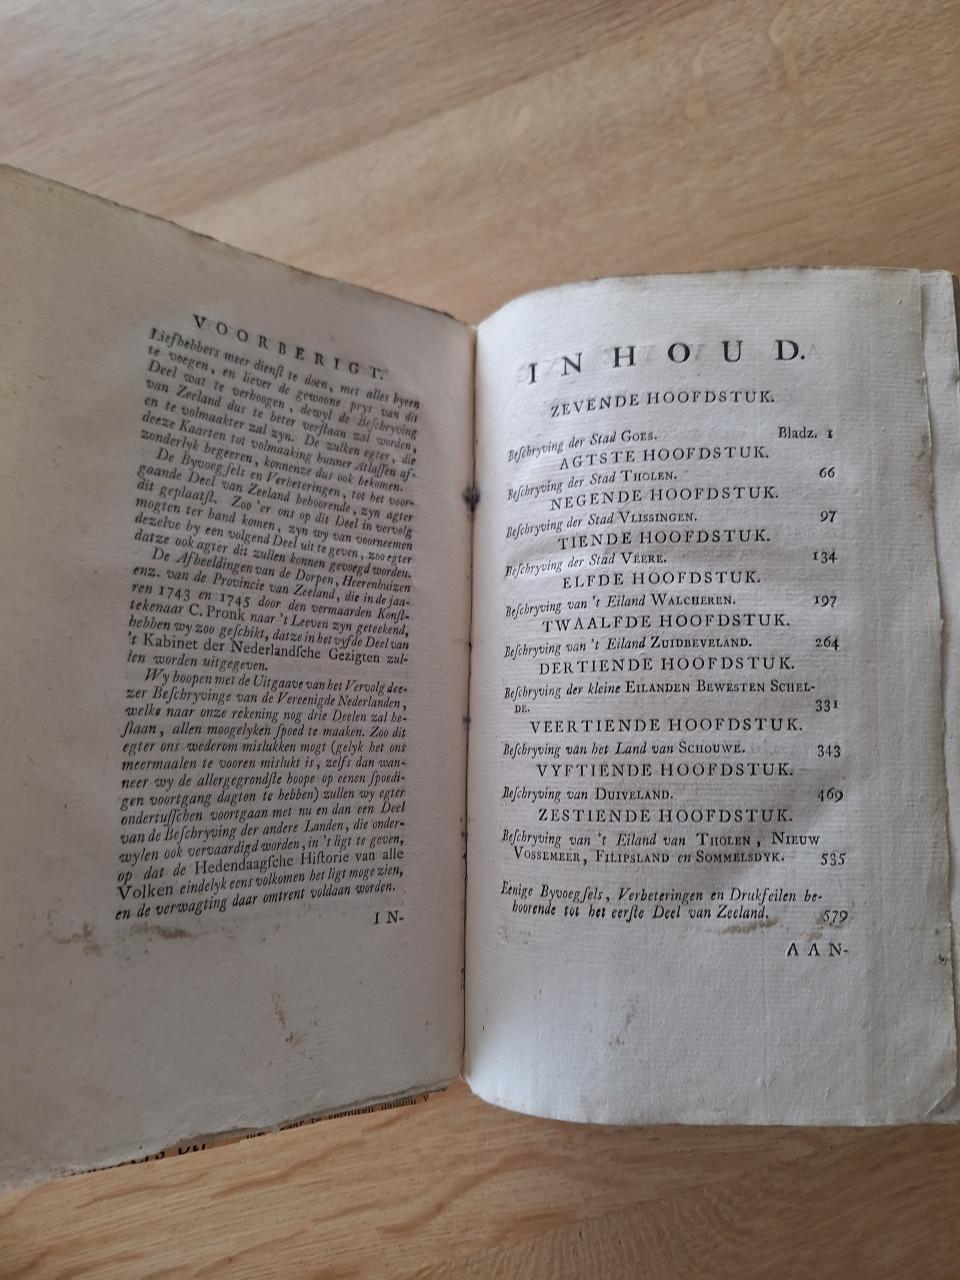 VOORBERIGT.
Liefhebbers meer dienſt te doen, met alles byeen
te voegen, en liever de gewoone prys van dit
Deel wat te verhoogen, dewyl de Beſchryving
van Zeeland dus te beter verſtaan zal worden,
en te volmaakter zal zyn. De zulken egter, die
deeze Kaarten tot volmaaking hunner Atlaſſen af-
zonderlyk begeeren, konnenze dus ook bekomen.
De Byvoegſels en Verbeteringen, tot het voor-
gaande Deel van Zeeland behoorende, zyn agter
dit geplaatſt. Zoo 'er ons op dit Deel in vervolg
mogten ter hand komen, zyn wy van voorneemen
dezelve by een volgend Deel uit te geven, zoo egter
datze ook agter dit zullen konnen gevoegd worden.
De Afbeeldingen van de Dorpen, Heerenhuizen
enz. van de Provincie van Zeeland, die in de jaa-
ren 1743 en 1745 door den vermaarden Konſt-
tekenaar C. Pronk naar 't Leeven zyn geteekend,
hebben wy zoo geſchikt, datze in het vyfde Deel van
't Kabinet der Nederlandſche Gezigten zul-
len worden uitgegeven.
Wy hoopen met de Uitgaave van het Vervolg dee-
zer Beſchryvinge van de Vereenigde Nederlanden,
welke naar onze rekening nog drie Deelen zal be-
ſlaan, allen moogelyken ſpoed te maaken. Zoo dit
egter ons wederom mislukken mogt (gelyk het ons
meermaalen te vooren mislukt is, zelfs dan wan-
neer wy de allergegrondſte hoope op eenen ſpoedi-
gen voortgang dagten te hebben) zullen wy egter
ondertuſſchen voortgaan met nu en dan een Deel
van de Beſchryving der andere Landen, die onder-
wylen ook vervaardigd worden, in 't ligt te geven,
op dat de Hedendaagſche Hiſtorie van alle
Volken eindelyk eens volkomen het ligt moge zien,
en de verwagting daar omtrent voldaan worden.
IN-
INHOUD.
ZEVENDE HOOFDSTUK.
Beſchryving der Stad GOES. Bladz. 1
AGTSTE HOOFDSTUK.
Beſchryving der Stad THOLEN. 66
NEGENDE HOOFDSTUK.
Beſchryving der Stad VLISSINGEN. 97
TIENDE HOOFDSTUK.
Beſchryving der Stad VEERE. 134
ELFDE HOOFDSTUK.
Beſchryving van 't Eiland WALCHEREN. 197
TWAALFDE HOOFDSTUK.
Beſchryving van 't Eiland ZUIDBEVELAND. 264
DERTIENDE HOOFDSTUK.
Beſchryving der kleine EILANDEN BEWESTEN SCHEL-
DE. 331
VEERTIENDE HOOFDSTUK.
Beſchryving van het Land van SCHOUWE. 343
VYFTIENDE HOOFDSTUK.
Beſchryving van DUIVELAND. 469
ZESTIENDE HOOFDSTUK.
Beſchryving van 't Eiland van THOLEN, NIEUW
VOSSEMEER, FILIPSLAND en SOMMELSDYK. 535
Eenige Byvoegſels, Verbeteringen en Drukfeilen be-
hoorende tot het eerſte Deel van Zeeland. 579
AAN-